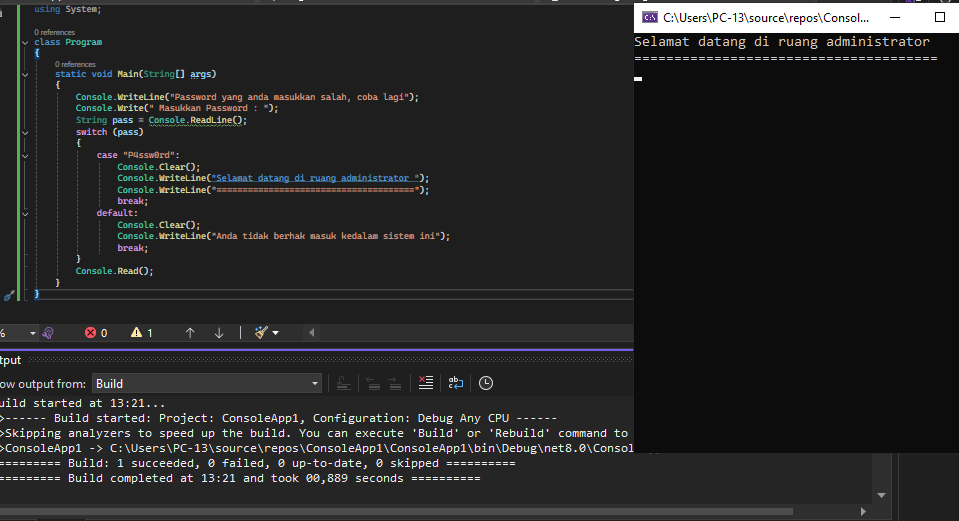 using System;
0 references
class Program
{
0 references
static void Main(String[] args)
{
Console.WriteLine("Password yang anda masukkan salah, coba lagi");
Console.Write(" Masukkan Password : ");
String pass = Console.ReadLine();
switch (pass)
{
case "P4ssw0rd":
Console.Clear();
Console.WriteLine("Selamat datang di ruang administrator ");
Console.WriteLine("======================================");
break;
default:
Console.Clear();
Console.WriteLine("Anda tidak berhak masuk kedalam sistem ini");
break;
}
Console.Read();
}
}
C:\Users\PC-13\source\repos\Consol...
Selamat datang di ruang administrator
======================================
% 0 1
tput
ow output from: Build
uild started at 13:21...
>------ Build started: Project: ConsoleApp1, Configuration: Debug Any CPU ------
>Skipping analyzers to speed up the build. You can execute 'Build' or 'Rebuild' command to
>ConsoleApp1 -> C:\Users\PC-13\source\repos\ConsoleApp1\ConsoleApp1\bin\Debug\net8.0\Consol
========= Build: 1 succeeded, 0 failed, 0 up-to-date, 0 skipped ==========
========= Build completed at 13:21 and took 00,889 seconds ==========